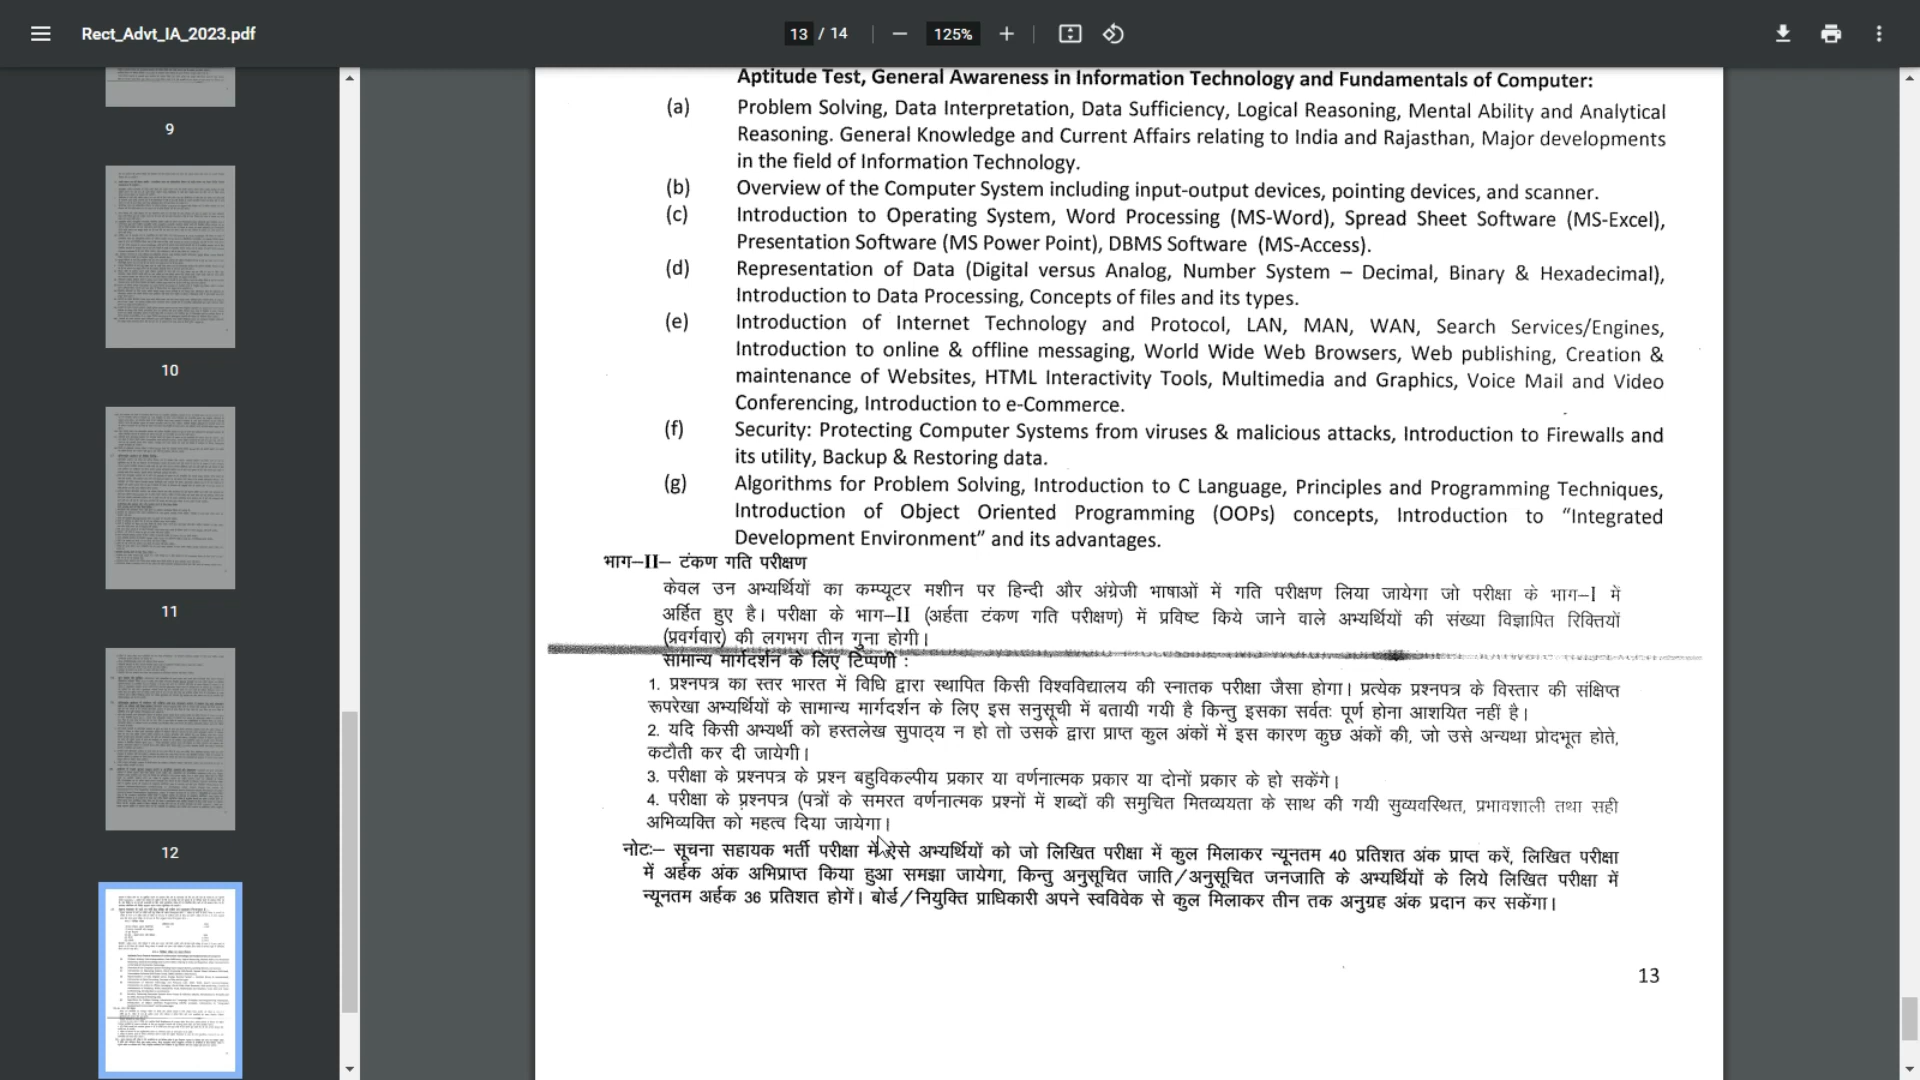 Rect_Advt_IA_2023.pdf
13 / 14
125%
9
10
11
12
Aptitude Test, General Awareness in Information Technology and Fundamentals of Computer:
(a) Problem Solving, Data Interpretation, Data Sufficiency, Logical Reasoning, Mental Ability and Analytical
Reasoning. General Knowledge and Current Affairs relating to India and Rajasthan, Major developments
in the field of Information Technology.
(b) Overview of the Computer System including input-output devices, pointing devices, and scanner.
(c) Introduction to Operating System, Word Processing (MS-Word), Spread Sheet Software (MS-Excel),
Presentation Software (MS Power Point), DBMS Software (MS-Access).
(d) Representation of Data (Digital versus Analog, Number System – Decimal, Binary & Hexadecimal),
Introduction to Data Processing, Concepts of files and its types.
(e) Introduction of Internet Technology and Protocol, LAN, MAN, WAN, Search Services/Engines,
Introduction to online & offline messaging, World Wide Web Browsers, Web publishing, Creation &
maintenance of Websites, HTML Interactivity Tools, Multimedia and Graphics, Voice Mail and Video
Conferencing, Introduction to e-Commerce.
(f) Security: Protecting Computer Systems from viruses & malicious attacks, Introduction to Firewalls and
its utility, Backup & Restoring data.
(g) Algorithms for Problem Solving, Introduction to C Language, Principles and Programming Techniques,
Introduction of Object Oriented Programming (OOPs) concepts, Introduction to “Integrated
Development Environment” and its advantages.
भाग–II– टंकण गति परीक्षण
केवल उन अभ्यर्थियों का कम्प्यूटर मशीन पर हिन्दी और अंग्रेजी भाषाओं में गति परीक्षण लिया जायेगा जो परीक्षा के भाग–I में
अर्हित हुए है। परीक्षा के भाग–II (अर्हता टंकण गति परीक्षण) में प्रविष्ट किये जाने वाले अभ्यर्थियों की संख्या विज्ञापित रिक्तियों
(प्रवर्गवार) की लगभग तीन गुना होगी।
सामान्य मार्गदर्शन के लिए टिप्पणी :
1. प्रश्नपत्र का स्तर भारत में विधि द्वारा स्थापित किसी विश्वविद्यालय की स्नातक परीक्षा जैसा होगा। प्रत्येक प्रश्नपत्र के विस्तार की संक्षिप्त
रूपरेखा अभ्यर्थियों के सामान्य मार्गदर्शन के लिए इस सनुसूची में बतायी गयी है किन्तु इसका सर्वतः पूर्ण होना आशयित नहीं है।
2. यदि किसी अभ्यर्थी को हस्तलेख सुपाठ्य न हो तो उसके द्वारा प्राप्त कुल अंकों में इस कारण कुछ अंकों की, जो उसे अन्यथा प्रोदभूत होते,
कटौती कर दी जायेगी।
3. परीक्षा के प्रश्नपत्र के प्रश्न बहुविकल्पीय प्रकार या वर्णनात्मक प्रकार या दोनों प्रकार के हो सकेंगे।
4. परीक्षा के प्रश्नपत्र (पत्रों के समरत वर्णनात्मक प्रश्नों में शब्दों की समुचित मितव्ययता के साथ की गयी सुव्यवस्थित, प्रभावशाली तथा सही
अभिव्यक्ति को महत्व दिया जायेगा।
नोटः– सूचना सहायक भर्ती परीक्षा में ऐसे अभ्यर्थियों को जो लिखित परीक्षा में कुल मिलाकर न्यूनतम 40 प्रतिशत अंक प्राप्त करें, लिखित परीक्षा
में अर्हक अंक अभिप्राप्त किया हुआ समझा जायेगा, किन्तु अनुसूचित जाति/अनुसूचित जनजाति के अभ्यर्थियों के लिये लिखित परीक्षा में
न्यूनतम अर्हक 36 प्रतिशत होगें। बोर्ड/नियुक्ति प्राधिकारी अपने स्वविवेक से कुल मिलाकर तीन तक अनुग्रह अंक प्रदान कर सकेंगा।
13